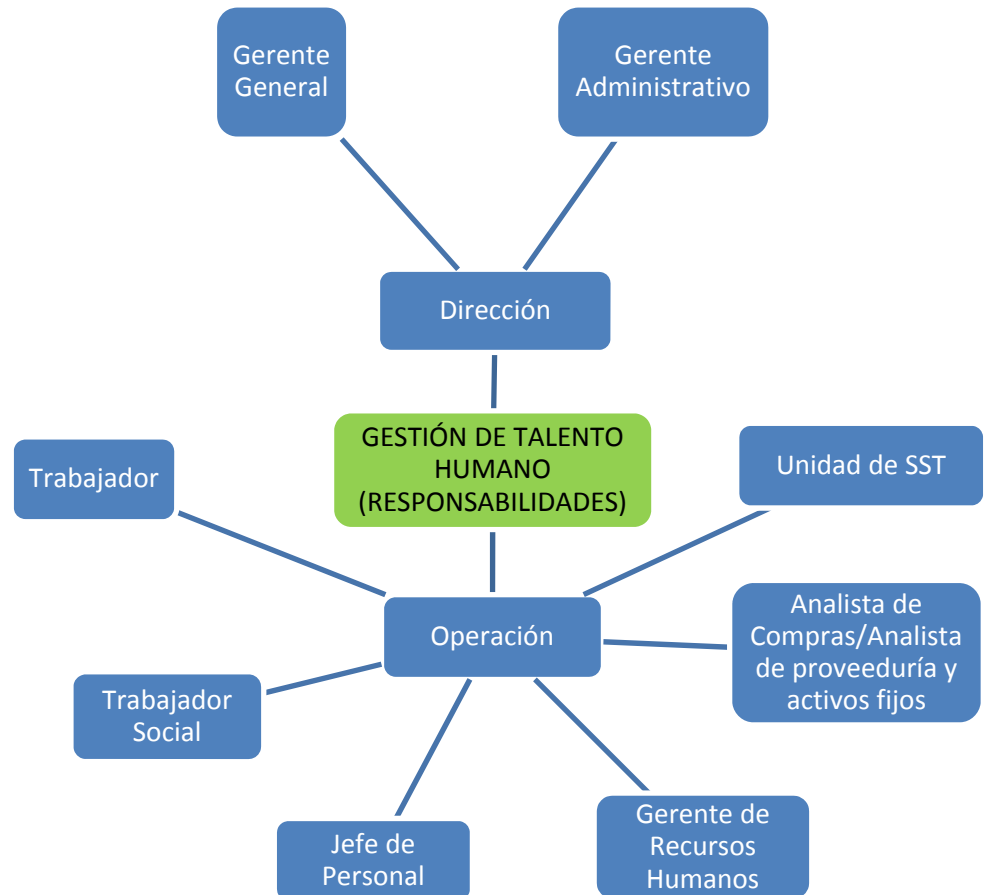 Gerente
General
Gerente
Administrativo
Dirección
GESTIÓN DE TALENTO
HUMANO
(RESPONSABILIDADES)
Trabajador
Unidad de SST
Operación
Analista de
Compras/Analista
de proveeduría y
activos fijos
Trabajador
Social
Jefe de
Personal
Gerente de
Recursos
Humanos